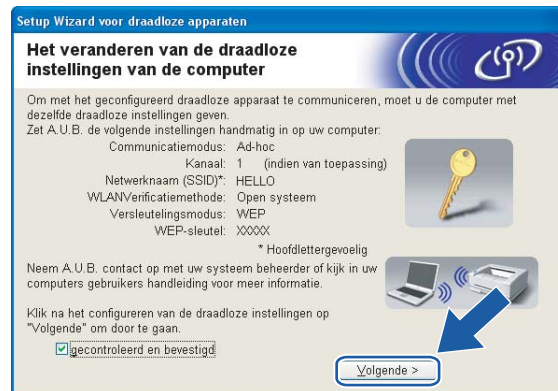 Setup Wizard voor draadloze apparaten
Het veranderen van de draadloze
instellingen van de computer
Om met het geconfigureerd draadloze apparaat te communiceren, moet u de computer met
dezelfde draadloze instellingen geven.
Zet A.U.B. de volgende instellingen handmatig in op uw computer:
Communicatiemodus: Ad-hoc
Kanaal: 1 (indien van toepassing)
Netwerknaam (SSID)*: HELLO
WLANVerificatiemethode: Open systeem
Versleutelingsmodus: WEP
WEP-sleutel: XXXXX
* Hoofdlettergevoelig
Neem A.U.B. contact op met uw systeem beheerder of kijk in uw
computers gebruikers handleiding voor meer informatie.
Klik na het configureren van de draadloze instellingen op
"Volgende" om door te gaan.
gecontroleerd en bevestigd
Volgende >